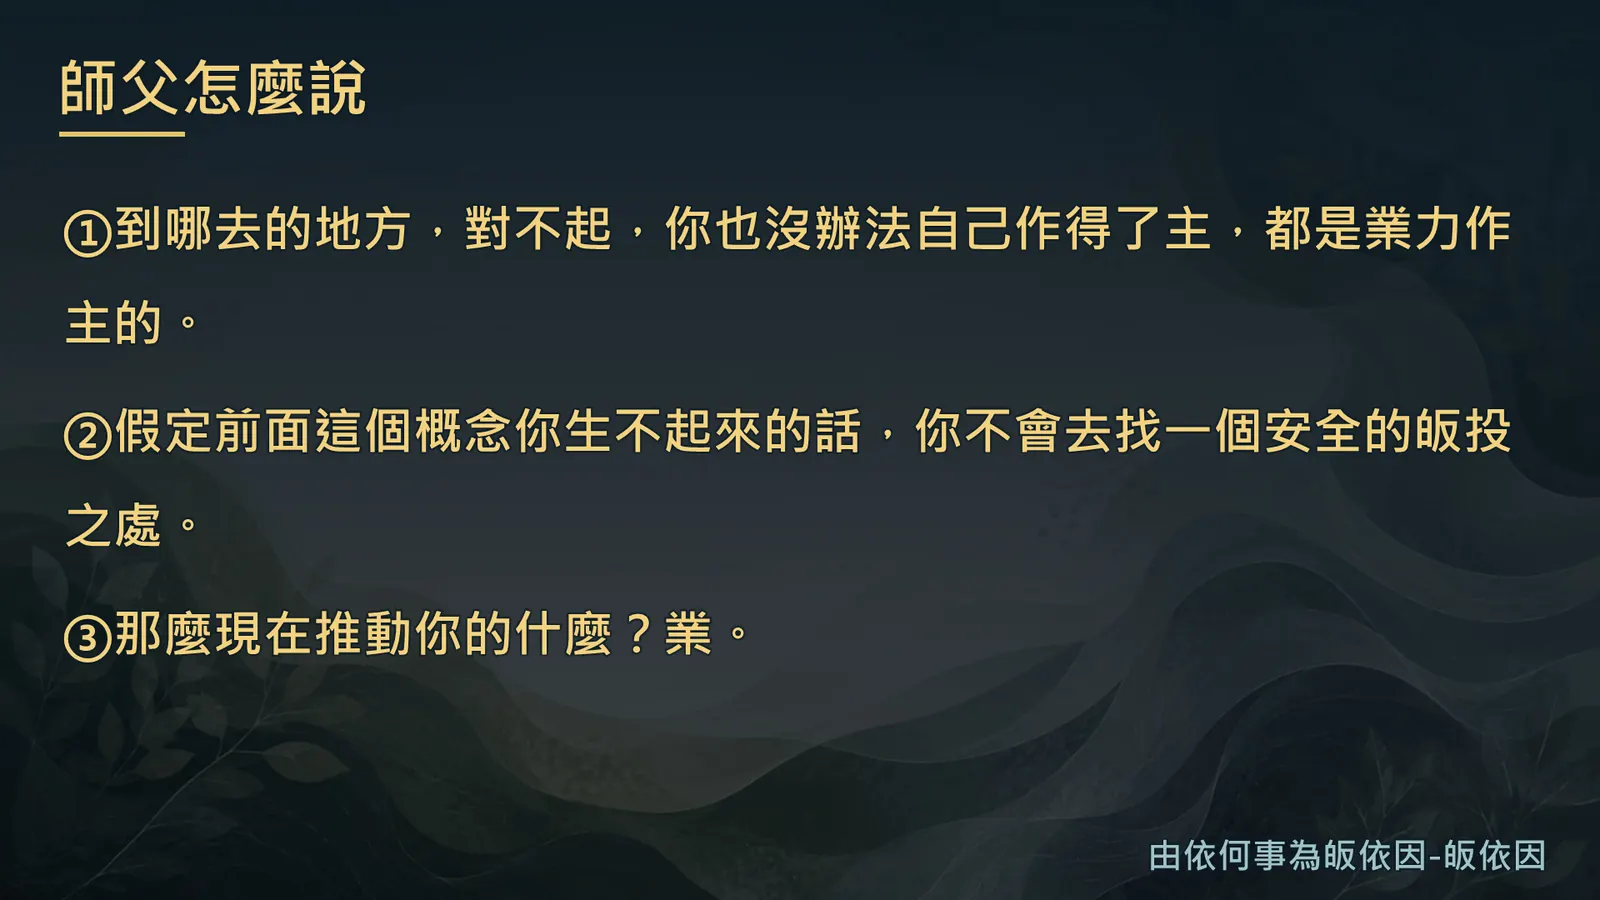 師父怎麼說
①到哪去的地方，對不起，你也沒辦法自己作得了主，都是業力作
主的。
②假定前面這個概念你生不起來的話，你不會去找一個安全的皈投
之處。
③那麼現在推動你的什麼？業。
由依何事為皈依因-皈依因